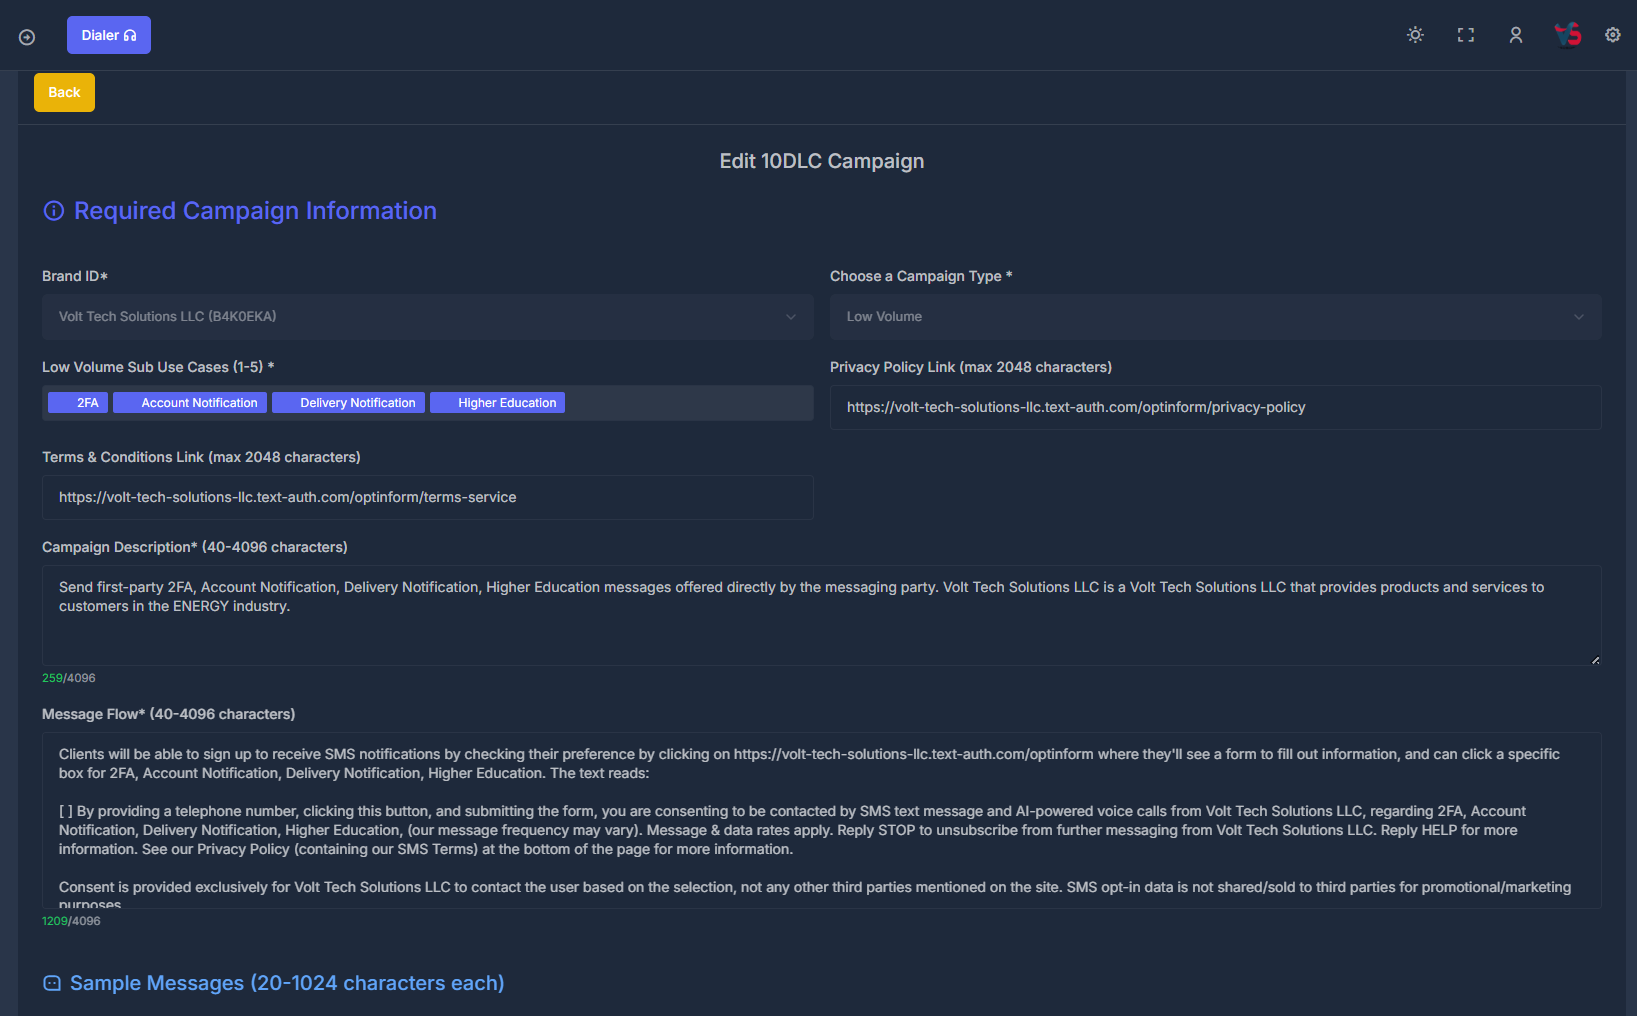 Dialer
Back
Edit 10DLC Campaign
Required Campaign Information
Brand ID*
Choose a Campaign Type *
Volt Tech Solutions LLC (B4K0EKA)
Low Volume
Low Volume Sub Use Cases (1-5) *
Privacy Policy Link (max 2048 characters)
2FA Account Notification Delivery Notification Higher Education
https://volt-tech-solutions-llc.text-auth.com/optinform/privacy-policy
Terms & Conditions Link (max 2048 characters)
https://volt-tech-solutions-llc.text-auth.com/optinform/terms-service
Campaign Description* (40-4096 characters)
Send first-party 2FA, Account Notification, Delivery Notification, Higher Education messages offered directly by the messaging party. Volt Tech Solutions LLC is a Volt Tech Solutions LLC that provides products and services to
customers in the ENERGY industry.
259/4096
Message Flow* (40-4096 characters)
Clients will be able to sign up to receive SMS notifications by checking their preference by clicking on https://volt-tech-solutions-llc.text-auth.com/optinform where they'll see a form to fill out information, and can click a specific
box for 2FA, Account Notification, Delivery Notification, Higher Education. The text reads:
[ ] By providing a telephone number, clicking this button, and submitting the form, you are consenting to be contacted by SMS text message and AI-powered voice calls from Volt Tech Solutions LLC, regarding 2FA, Account
Notification, Delivery Notification, Higher Education, (our message frequency may vary). Message & data rates apply. Reply STOP to unsubscribe from further messaging from Volt Tech Solutions LLC. Reply HELP for more
information. See our Privacy Policy (containing our SMS Terms) at the bottom of the page for more information.
Consent is provided exclusively for Volt Tech Solutions LLC to contact the user based on the selection, not any other third parties mentioned on the site. SMS opt-in data is not shared/sold to third parties for promotional/marketing
purposes
1209/4096
Sample Messages (20-1024 characters each)